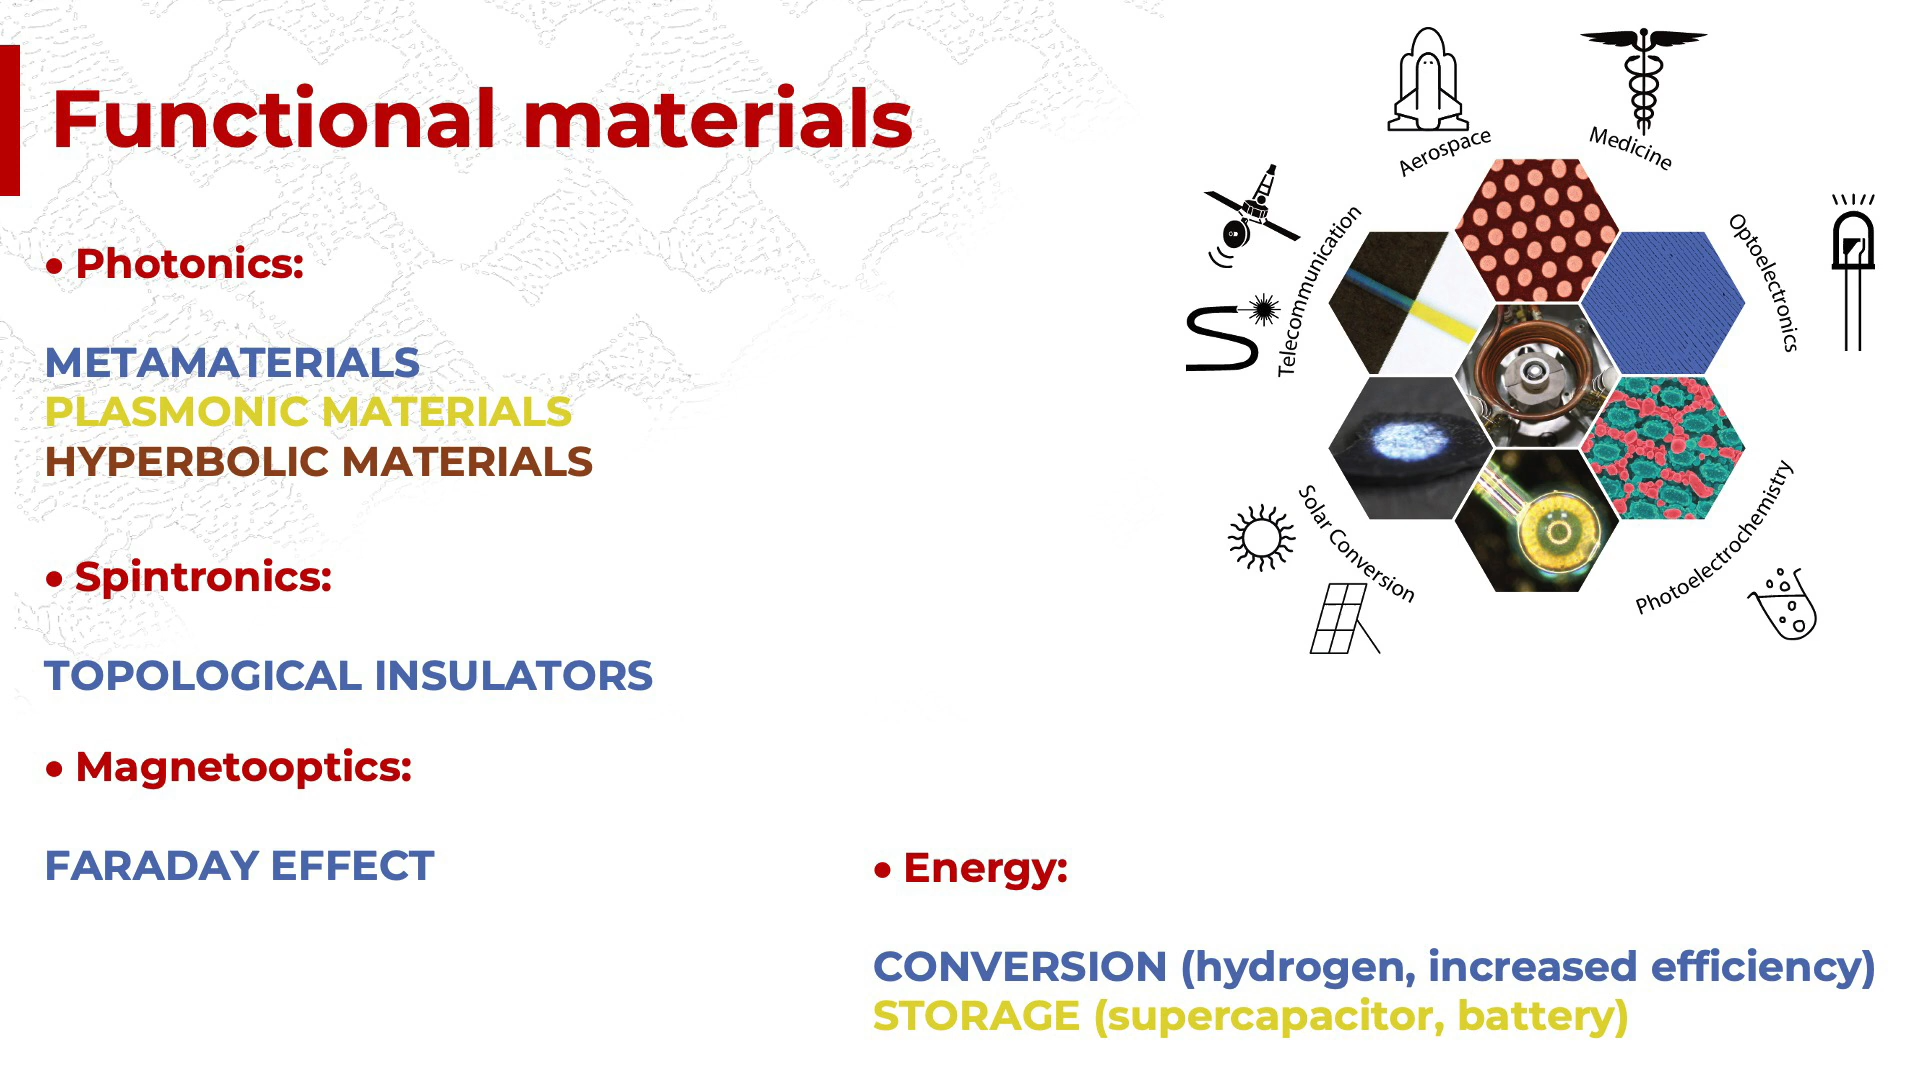 Functional materials
• Photonics:
METAMATERIALS
PLASMONIC MATERIALS
HYPERBOLIC MATERIALS
• Spintronics:
TOPOLOGICAL INSULATORS
• Magnetooptics:
FARADAY EFFECT
• Energy:
CONVERSION (hydrogen, increased efficiency)
STORAGE (supercapacitor, battery)
Aerospace
Medicine
Telecommunication
Optoelectronics
Solar Conversion
Photoelectrochemistry